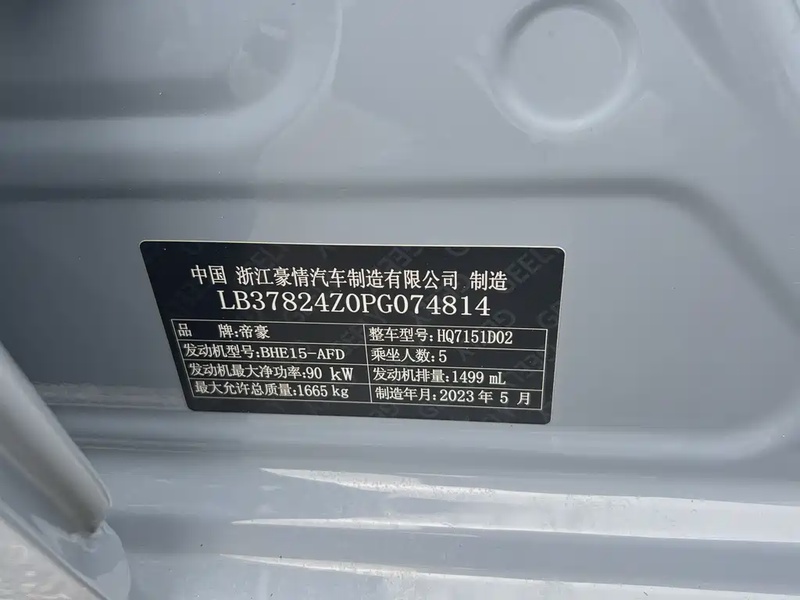 中国 浙江豪情汽车制造有限公司 制造
LB37824Z0PG074814
品 牌:帝豪 整车型号:HQ7151D02
发动机型号:BHE15-AFD 乘坐人数:5
发动机最大净功率:90 kW 发动机排量:1499 mL
最大允许总质量:1665 kg 制造年月:2023 年 5 月